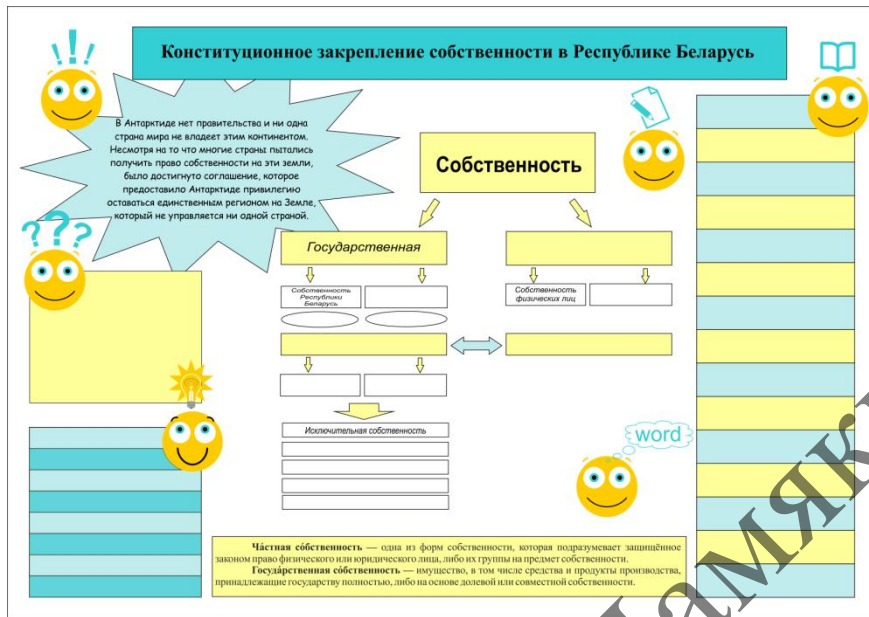 Конституционное закрепление собственности в Республике Беларусь
В Антарктиде нет правительства и ни одна
страна мира не владеет этим континентом.
Несмотря на то что многие страны пытались
получить право собственности на эти земли,
было достигнуто соглашение, которое
предоставило Антарктиде привилегию
оставаться единственным регионом на Земле,
который не управляется ни одной страной.
???
Собственность
Государственная
Собственность
Республики
Беларусь
Собственность
физических лиц
Исключительная собственность
word
Ча́стная со́бственность — одна из форм собственности, которая подразумевает защищённое
законом право физического или юридического лица, либо их группы на предмет собственности.
Госуда́рственная со́бственность — имущество, в том числе средства и продукты производства,
принадлежащие государству полностью, либо на основе долевой или совместной собственности.